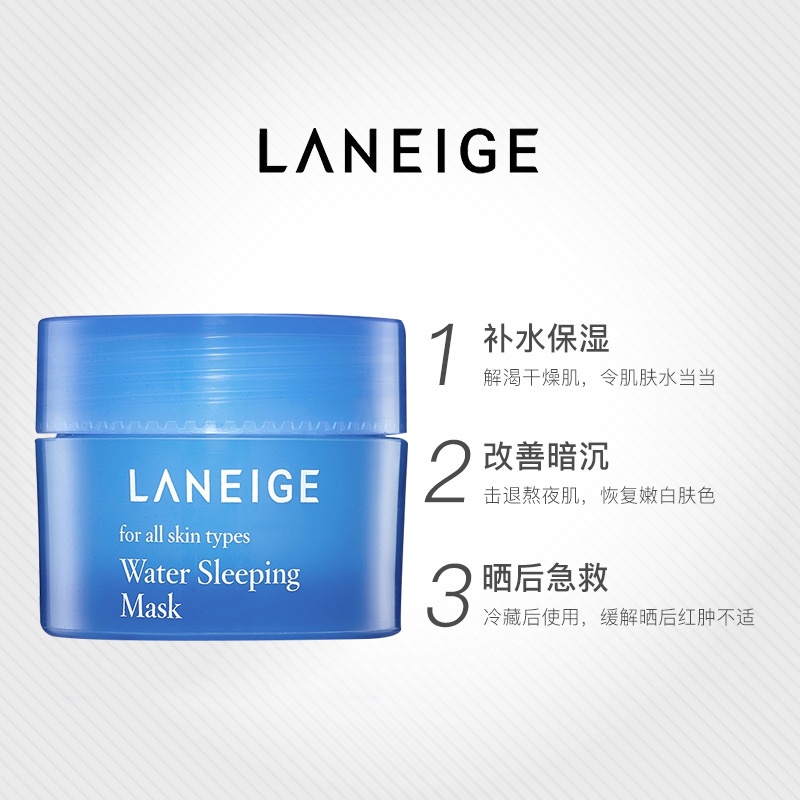 LANEIGE
LANEIGE
for all skin types
Water Sleeping
Mask
1 补水保湿
解渴干燥肌，令肌肤水当当
2 改善暗沉
击退熬夜肌，恢复嫩白肤色
3 晒后急救
冷藏后使用，缓解晒后红肿不适